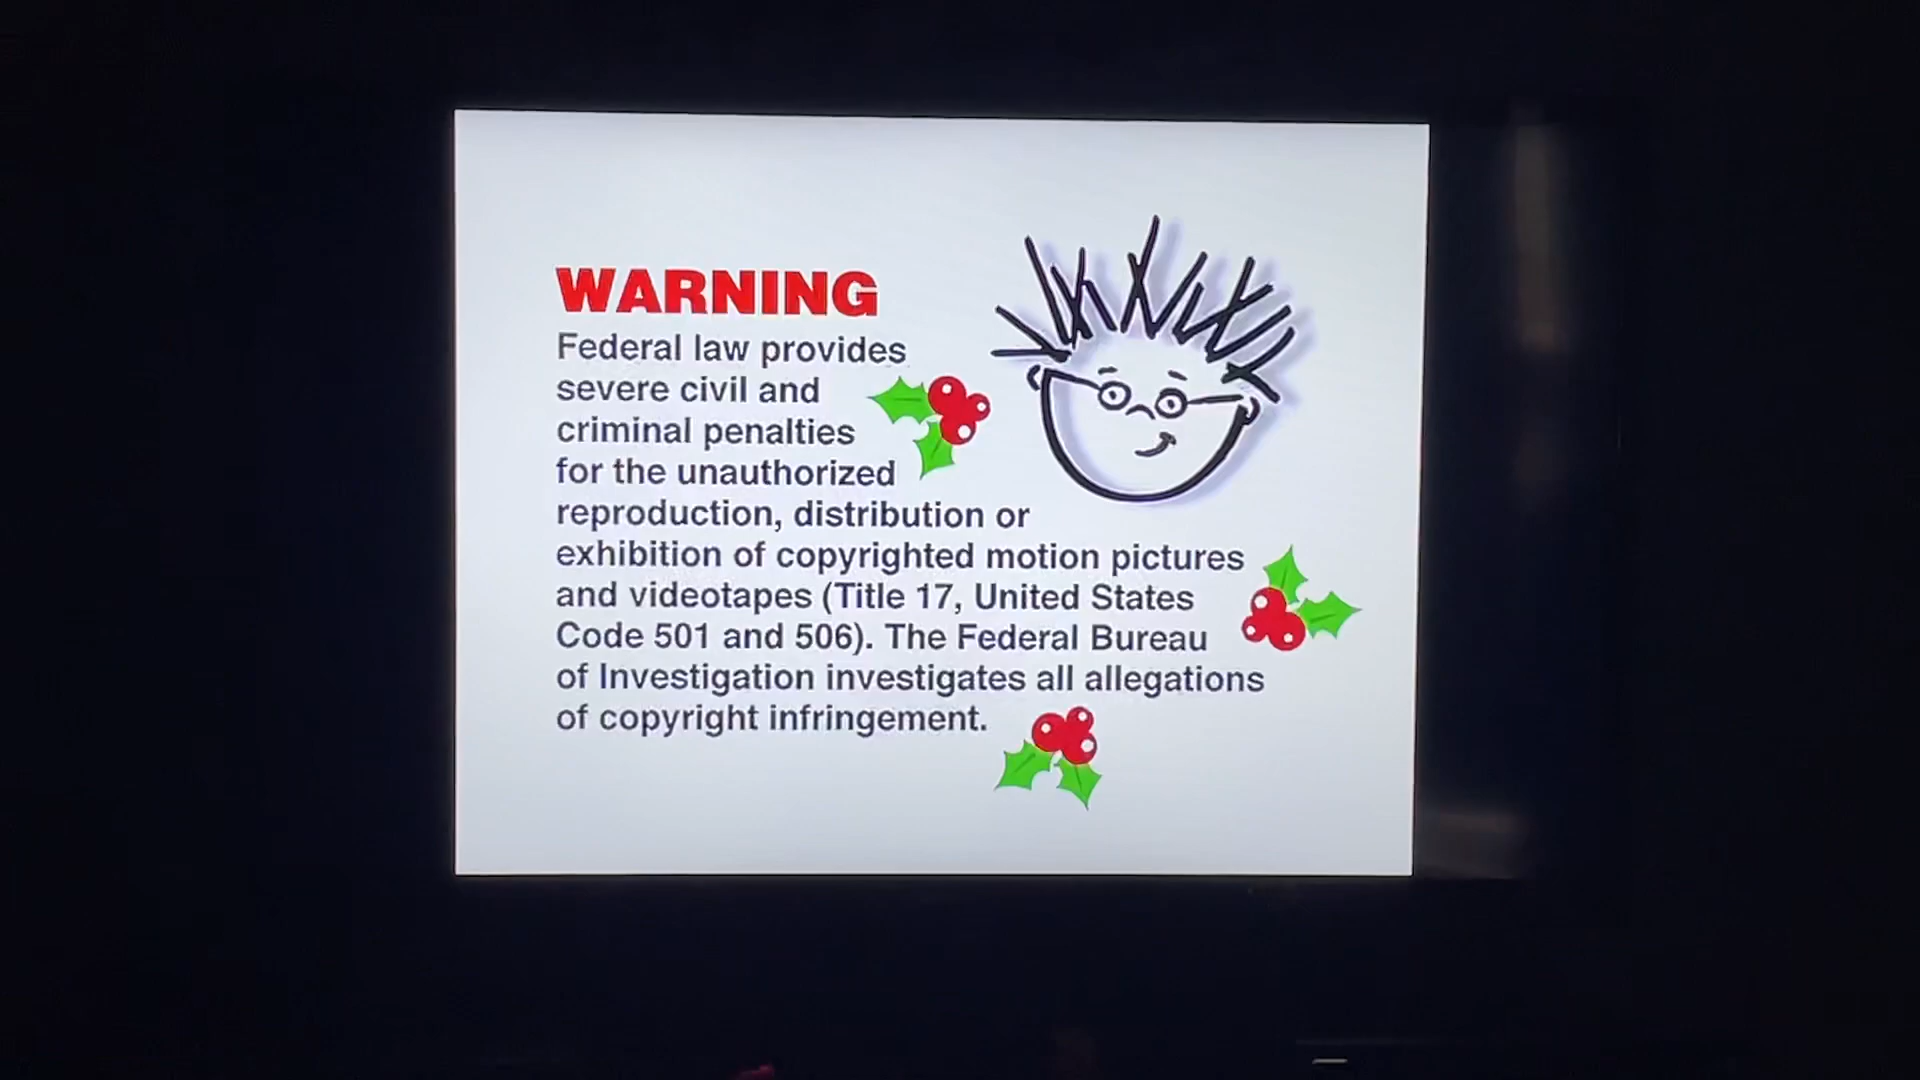 WARNING
Federal law provides
severe civil and
criminal penalties
for the unauthorized
reproduction, distribution or
exhibition of copyrighted motion pictures
and videotapes (Title 17, United States
Code 501 and 506). The Federal Bureau
of Investigation investigates all allegations
of copyright infringement.